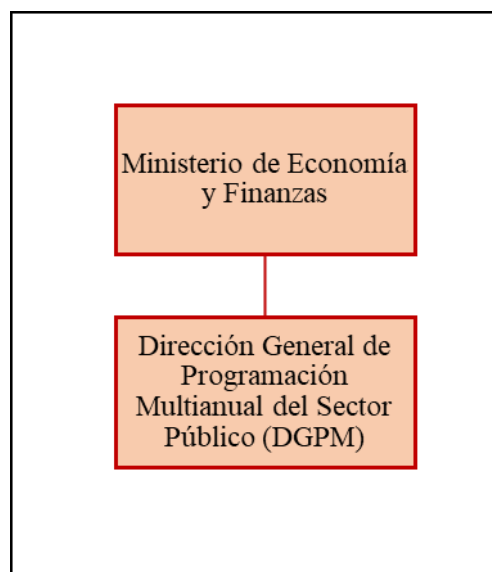 Ministerio de Economía
y Finanzas
Dirección General de
Programación
Multianual del Sector
Público (DGPM)